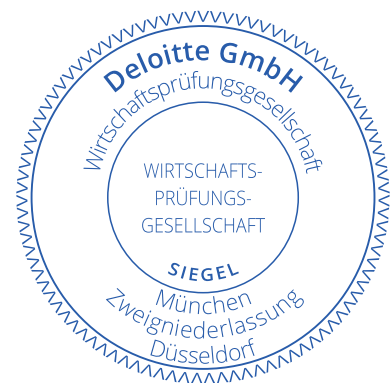 Deloitte GmbH
Wirtschaftsprüfungsgesellschaft
WIRTSCHAFTS-
PRÜFUNGS-
GESELLSCHAFT
SIEGEL
München
Zweigniederlassung
Düsseldorf